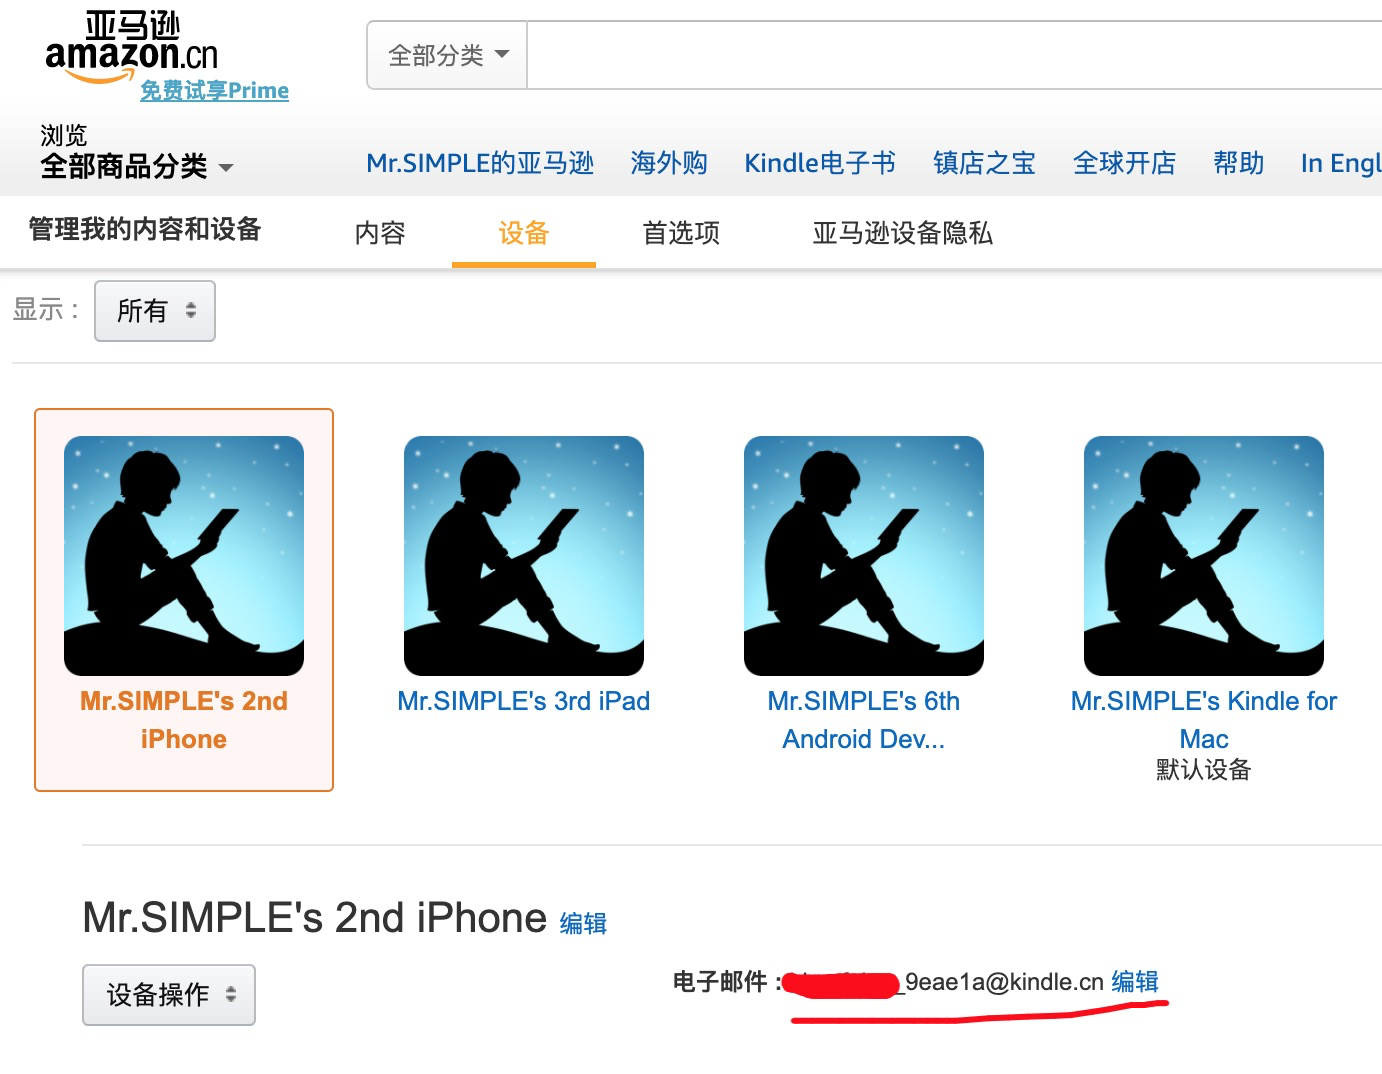 亚马逊
amazon.cn
免费试享Prime
全部分类
浏览
全部商品分类
Mr.SIMPLE的亚马逊 海外购 Kindle电子书 镇店之宝 全球开店 帮助 In Engl
管理我的内容和设备 内容 设备 首选项 亚马逊设备隐私
显示： 所有
Mr.SIMPLE's 2nd
iPhone
Mr.SIMPLE's 3rd iPad
Mr.SIMPLE's 6th
Android Dev...
Mr.SIMPLE's Kindle for
Mac
默认设备
Mr.SIMPLE's 2nd iPhone 编辑
设备操作
电子邮件 : _9eae1a@kindle.cn 编辑